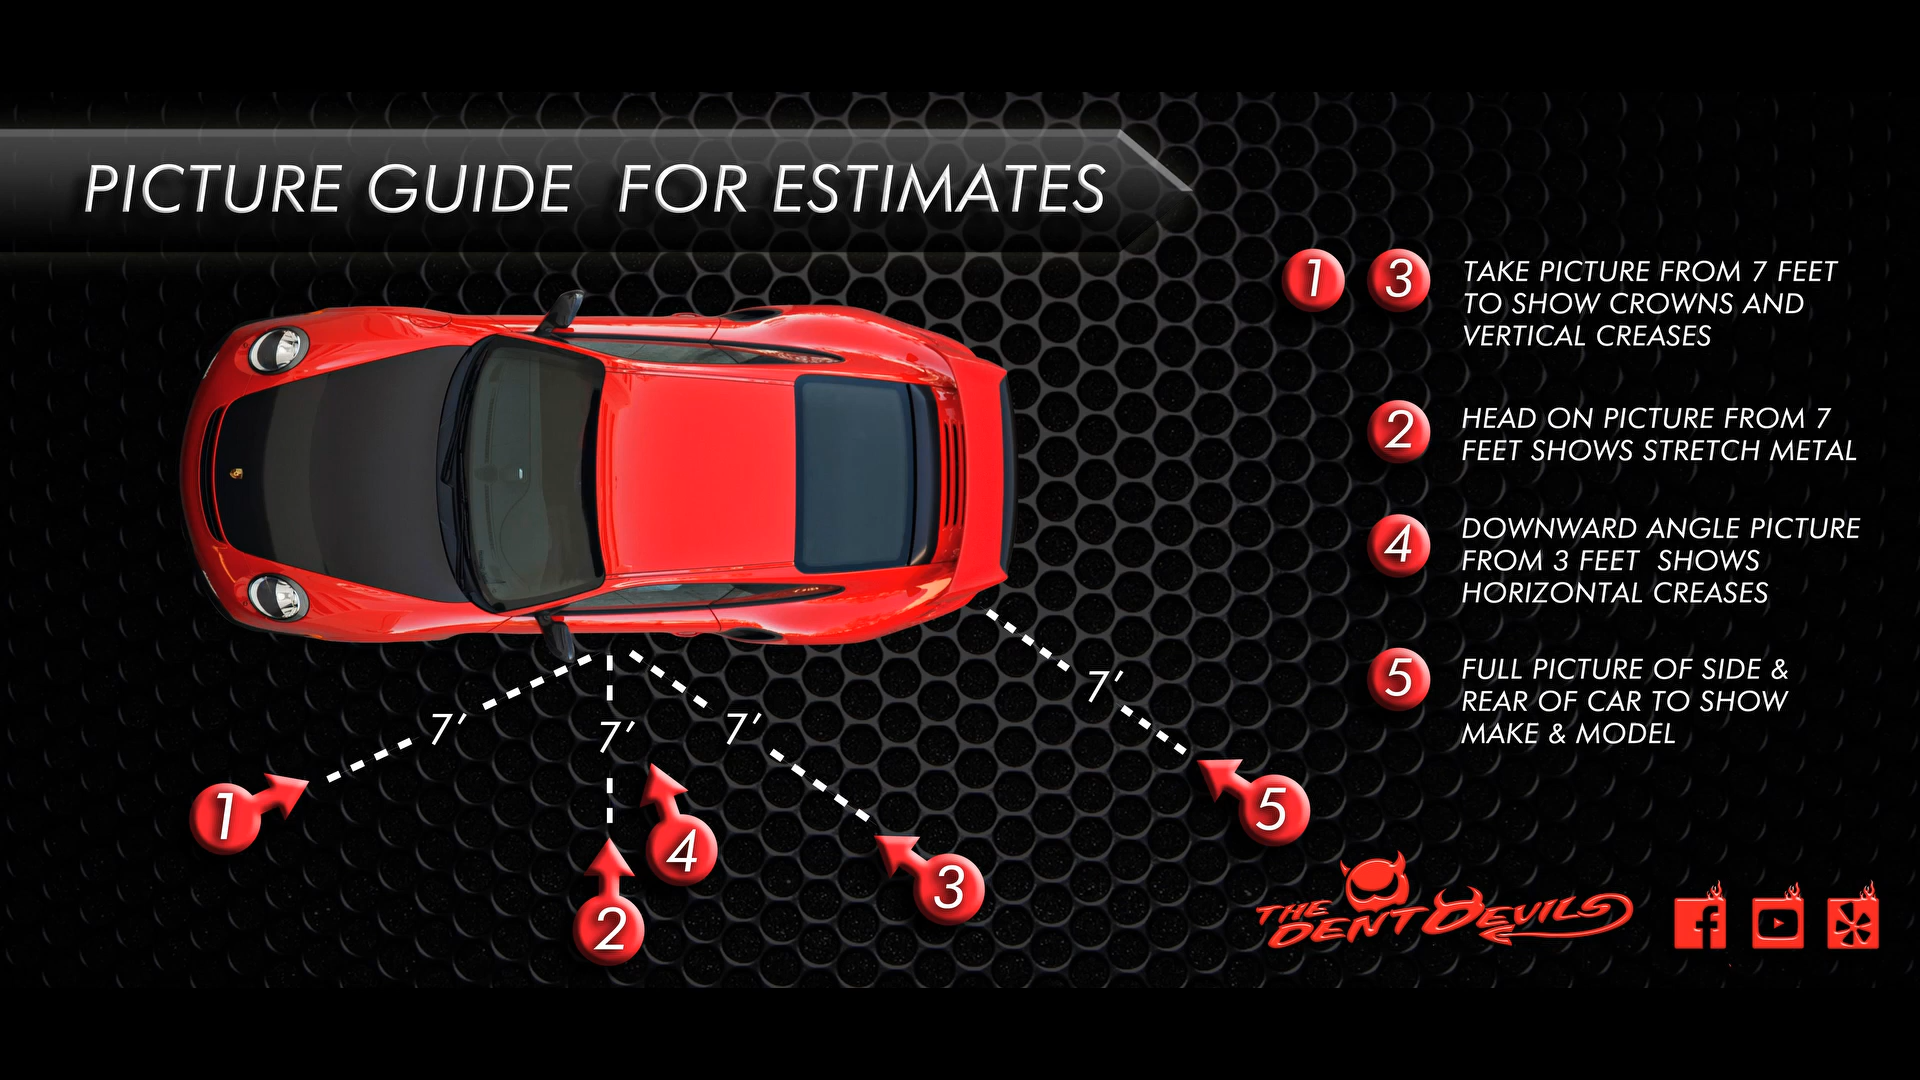 PICTURE GUIDE  FOR ESTIMATES
1 3 TAKE PICTURE FROM 7 FEET
TO SHOW CROWNS AND
VERTICAL CREASES
2 HEAD ON PICTURE FROM 7
FEET SHOWS STRETCH METAL
4 DOWNWARD ANGLE PICTURE
FROM 3 FEET  SHOWS
HORIZONTAL CREASES
5 FULL PICTURE OF SIDE &
REAR OF CAR TO SHOW
MAKE & MODEL
7'
7'
7'
7'
1
2
4
3
5
THE
DENT DEVILS
f